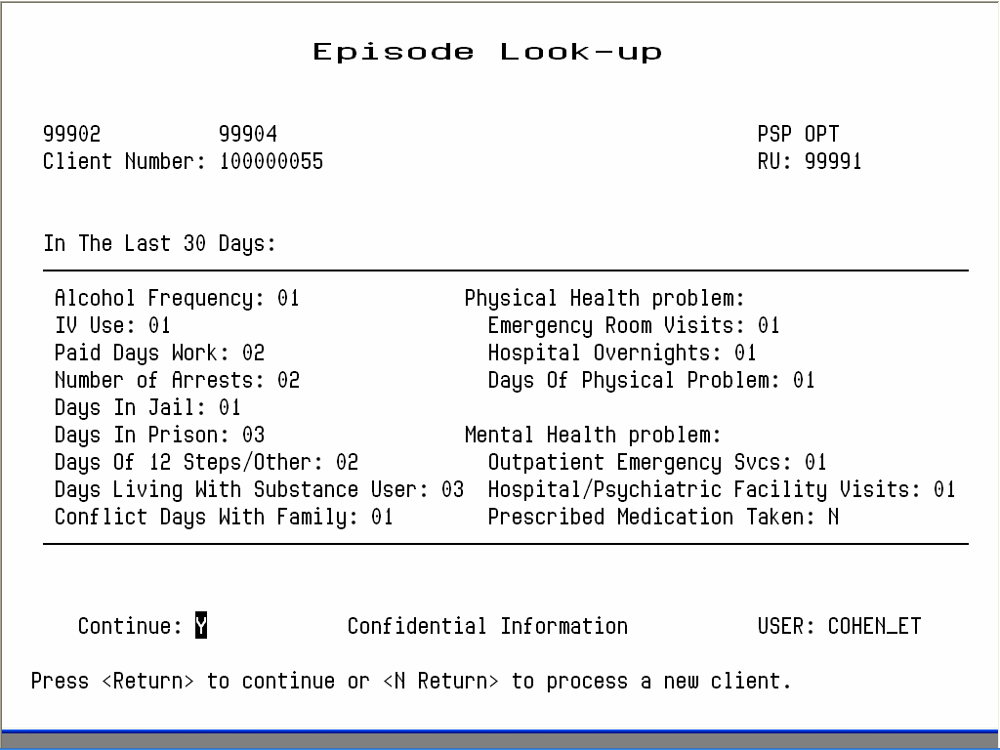 Episode Look-up
99902 99904 PSP OPT
Client Number: 100000055 RU: 99991
In The Last 30 Days:
Alcohol Frequency: 01 Physical Health problem:
IV Use: 01 Emergency Room Visits: 01
Paid Days Work: 02 Hospital Overnights: 01
Number of Arrests: 02 Days Of Physical Problem: 01
Days In Jail: 01
Days In Prison: 03 Mental Health problem:
Days Of 12 Steps/Other: 02 Outpatient Emergency Svcs: 01
Days Living With Substance User: 03 Hospital/Psychiatric Facility Visits: 01
Conflict Days With Family: 01 Prescribed Medication Taken: N
Continue: Y Confidential Information USER: COHEN_ET
Press <Return> to continue or <N Return> to process a new client.